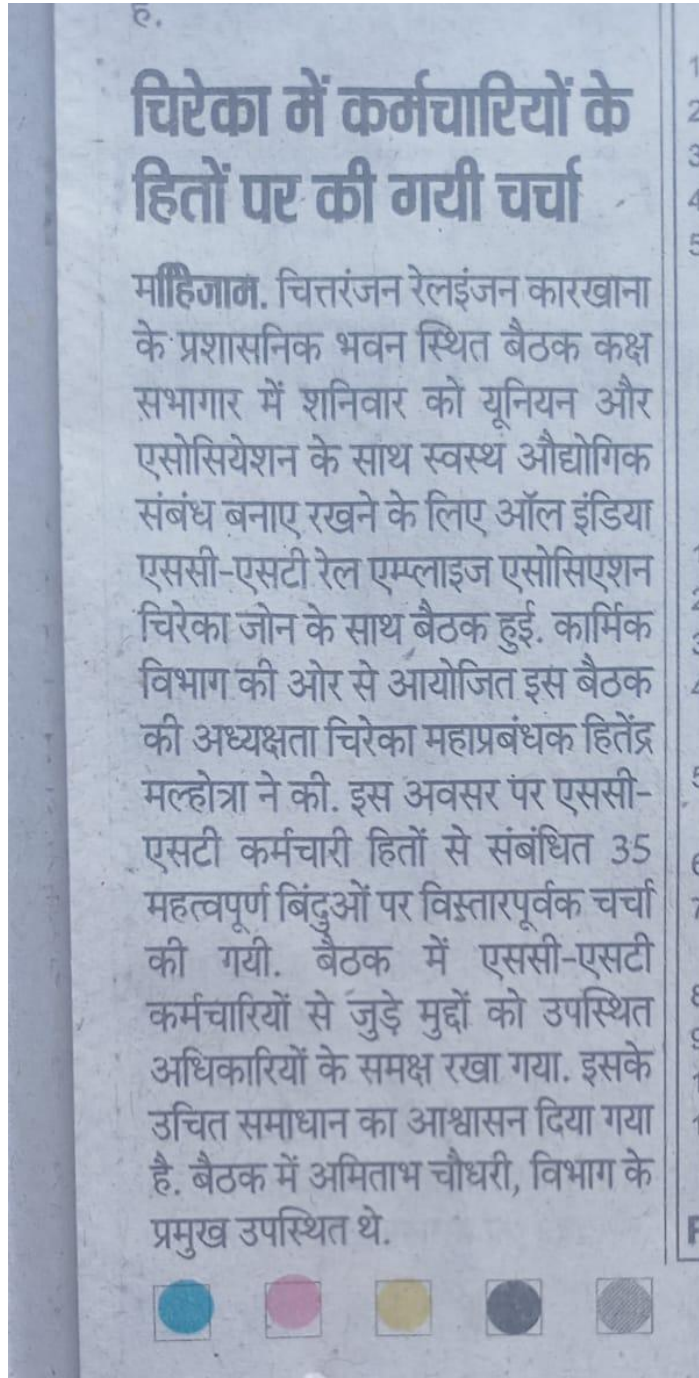 है.
चिरेका में कर्मचारियों के
हितों पर की गयी चर्चा
मिहिजाम. चित्तरंजन रेलइंजन कारखाना
के प्रशासनिक भवन स्थित बैठक कक्ष
सभागार में शनिवार को यूनियन और
एसोसियेशन के साथ स्वस्थ औद्योगिक
संबंध बनाए रखने के लिए ऑल इंडिया
एससी-एसटी रेल एम्प्लाइज एसोसिएशन
चिरेका जोन के साथ बैठक हुई. कार्मिक
विभाग की ओर से आयोजित इस बैठक
की अध्यक्षता चिरेका महाप्रबंधक हितेंद्र
मल्होत्रा ने की. इस अवसर पर एससी-
एसटी कर्मचारी हितों से संबंधित 35
महत्वपूर्ण बिंदुओं पर विस्तारपूर्वक चर्चा
की गयी. बैठक में एससी-एसटी
कर्मचारियों से जुड़े मुद्दों को उपस्थित
अधिकारियों के समक्ष रखा गया. इसके
उचित समाधान का आश्वासन दिया गया
है. बैठक में अमिताभ चौधरी, विभाग के
प्रमुख उपस्थित थे.